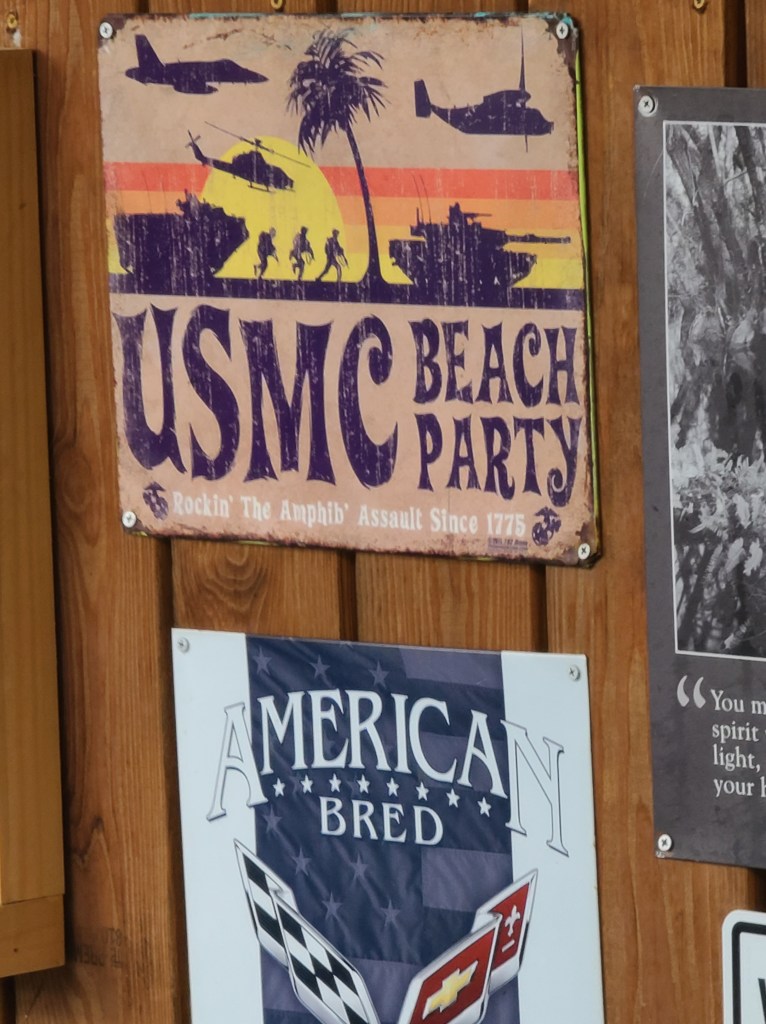 USMC BEACH
PARTY
Rockin' The Amphib' Assault Since 1775
AMERICAN
BRED
“You m
spirit
light,
your h